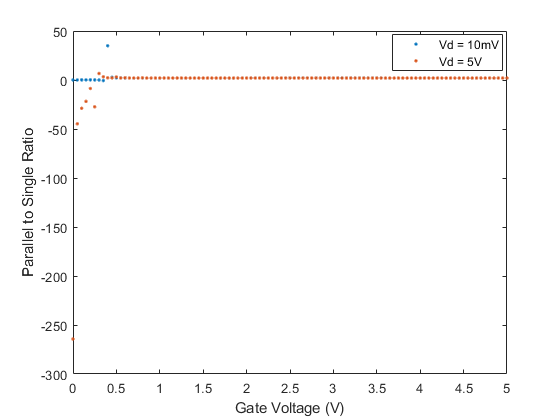 50
0
-50
-100
-150
-200
-250
-300
Parallel to Single Ratio
Vd = 10mV
Vd = 5V
0 0.5 1 1.5 2 2.5 3 3.5 4 4.5 5
Gate Voltage (V)